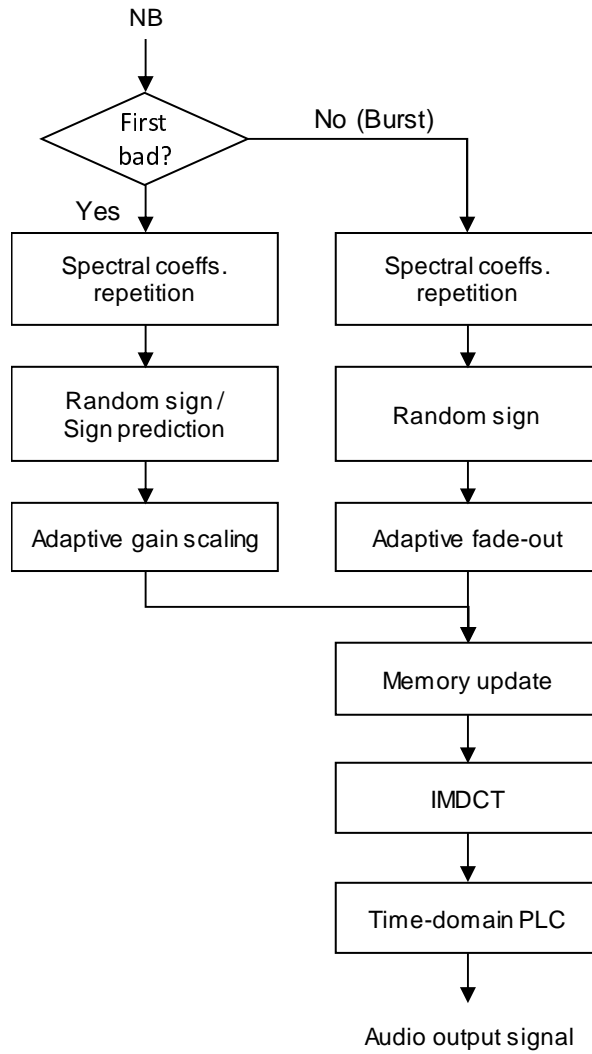 NB
First
bad?
No (Burst)
Yes
Spectral coeffs.
repetition
Spectral coeffs.
repetition
Random sign /
Sign prediction
Random sign
Adaptive gain scaling
Adaptive fade-out
Memory update
IMDCT
Time-domain PLC
Audio output signal